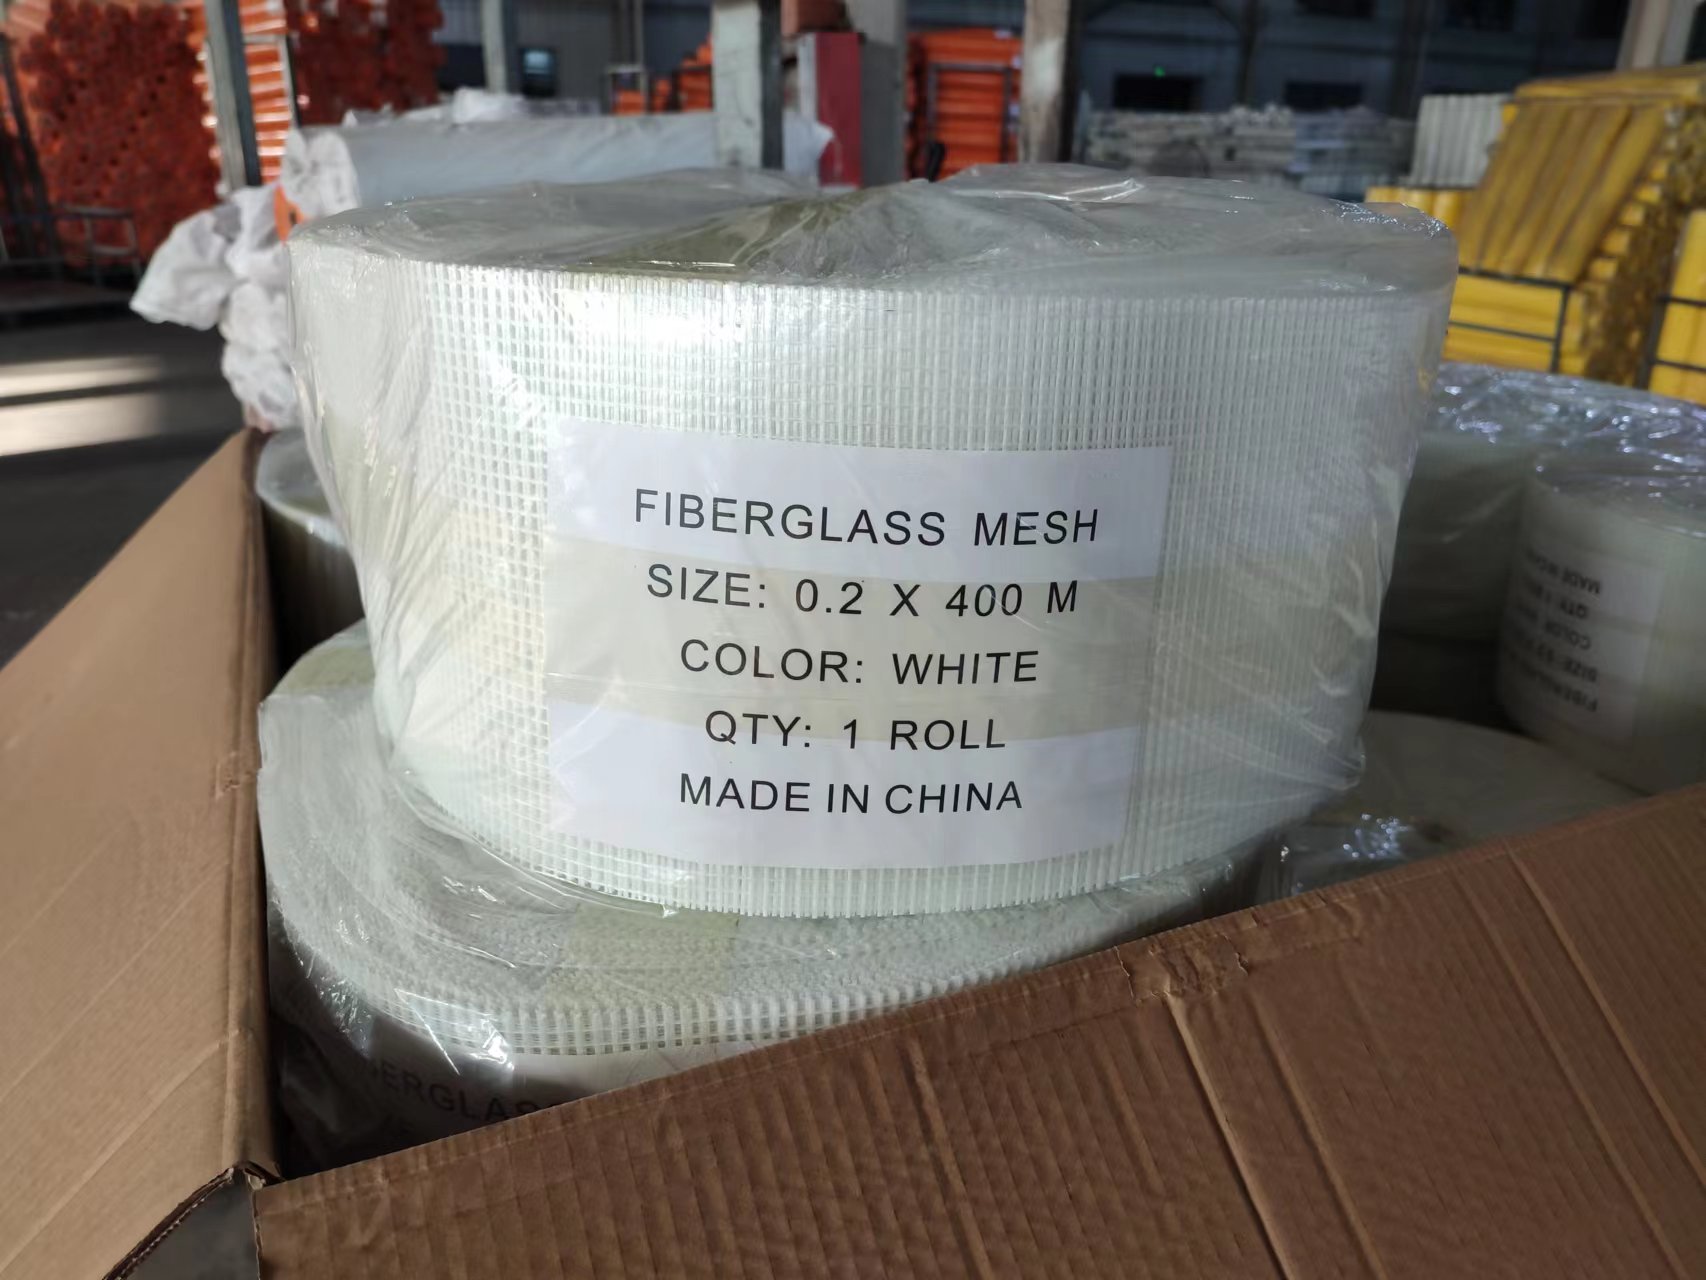 FIBERGLASS MESH
SIZE: 0.2 X 400 M
COLOR: WHITE
QTY: 1 ROLL
MADE IN CHINA